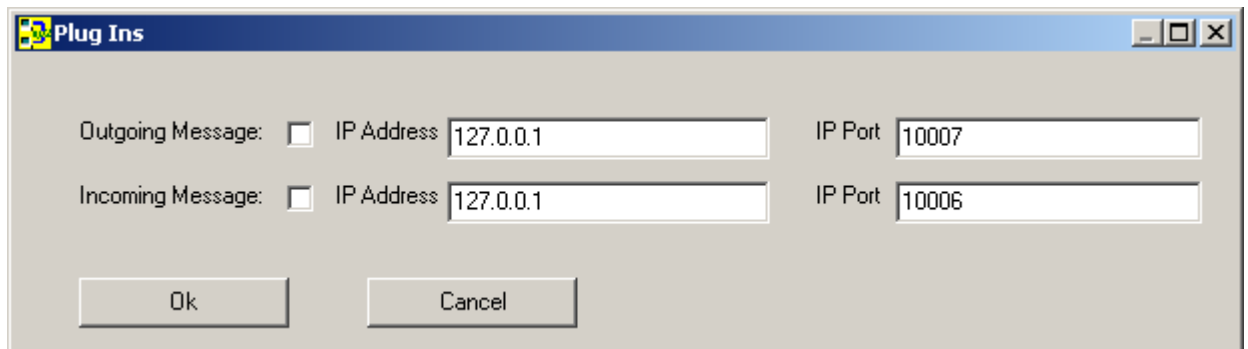 Plug Ins
Outgoing Message: IP Address 127.0.0.1 IP Port 10007
Incoming Message: IP Address 127.0.0.1 IP Port 10006
Ok Cancel